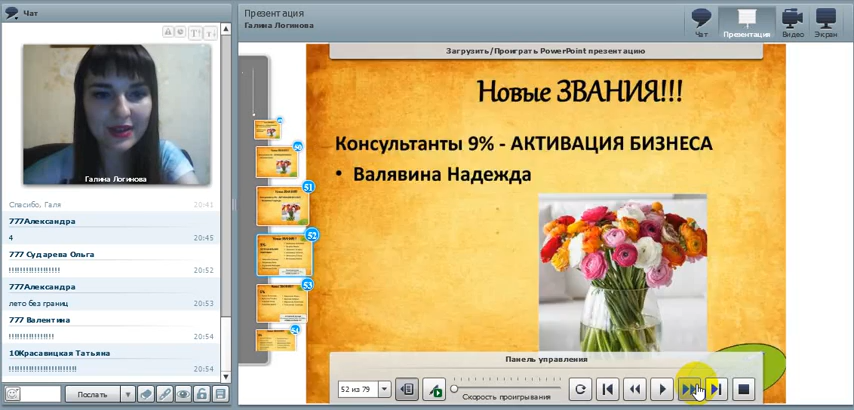 Чат
Галина Логинова
Спасибо, Галя 20:41
777Александра
4 20:45
777 Сударева Ольга
!!!!!!!!!!!!!!!!!!! 20:52
777Александра
лето без границ 20:53
777 Валентина
!!!!!!!!!!!!!!!!! 20:54
10Красавицкая Татьяна
!!!!!!!!!!!!!!!!!!!!!!!!! 20:54
Послать
Презентация
Галина Логинова
Чат Презентация Видео Экран
Загрузить/Проиграть PowerPoint презентацию
50
51
52
53
Новые ЗВАНИЯ!!!
Консультанты 9% - АКТИВАЦИЯ БИЗНЕСА
• Валявина Надежда
Панель управления
52 из 79
Скорость проигрывания